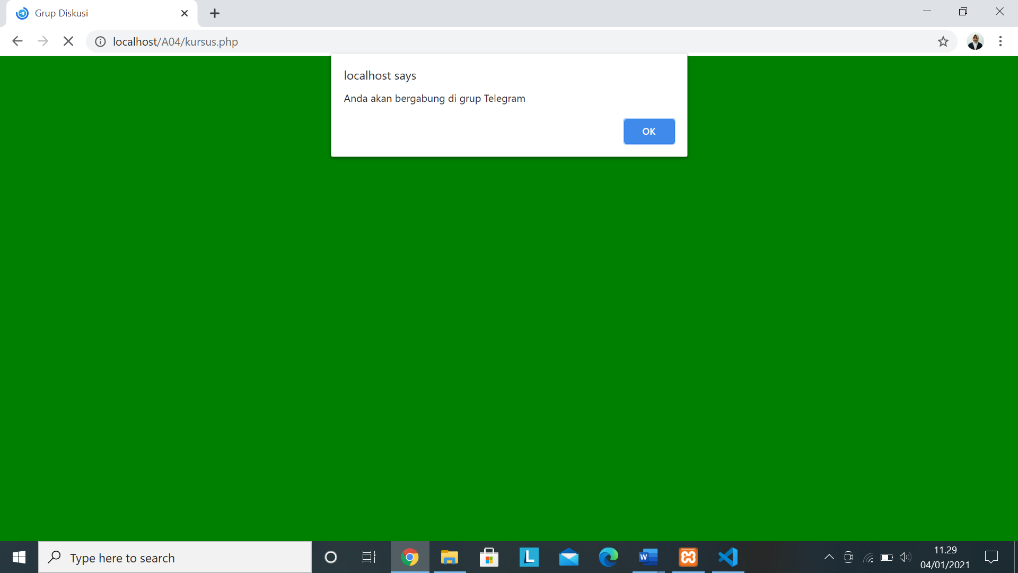 Grup Diskusi
localhost/A04/kursus.php
localhost says
Anda akan bergabung di grup Telegram
OK
Type here to search
11.29
04/01/2021